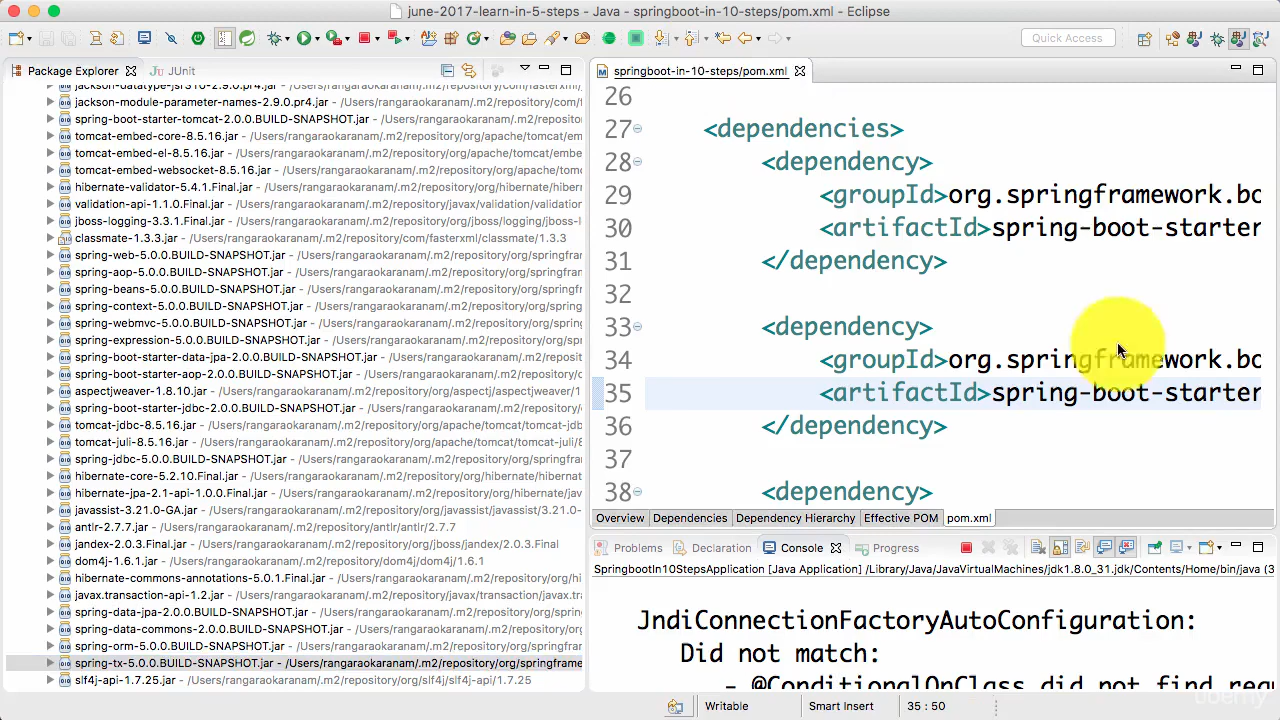 june-2017-learn-in-5-steps - Java - springboot-in-10-steps/pom.xml - Eclipse
Quick Access
Package Explorer
JUnit
jackson-datatype-jsr310-2.9.0.pr4.jar - /Users/rangaraokaranam/.m2/repository/com/fa
jackson-module-parameter-names-2.9.0.pr4.jar - /Users/rangaraokaranam/.m2/repository/com/f
spring-boot-starter-tomcat-2.0.0.BUILD-SNAPSHOT.jar - /Users/rangaraokaranam/.m2/reposito
tomcat-embed-core-8.5.16.jar - /Users/rangaraokaranam/.m2/repository/org/apache/tomcat/em
tomcat-embed-el-8.5.16.jar - /Users/rangaraokaranam/.m2/repository/org/apache/tomcat/embe
tomcat-embed-websocket-8.5.16.jar - /Users/rangaraokaranam/.m2/repository/org/apache/tom
hibernate-validator-5.4.1.Final.jar - /Users/rangaraokaranam/.m2/repository/org/hibernate/hiber
validation-api-1.1.0.Final.jar - /Users/rangaraokaranam/.m2/repository/javax/validation/validation
jboss-logging-3.3.1.Final.jar - /Users/rangaraokaranam/.m2/repository/org/jboss/logging/jboss-l
classmate-1.3.3.jar - /Users/rangaraokaranam/.m2/repository/com/fasterxml/classmate/1.3.3
spring-web-5.0.0.BUILD-SNAPSHOT.jar - /Users/rangaraokaranam/.m2/repository/org/springfram
spring-aop-5.0.0.BUILD-SNAPSHOT.jar - /Users/rangaraokaranam/.m2/repository/org/springfram
spring-beans-5.0.0.BUILD-SNAPSHOT.jar - /Users/rangaraokaranam/.m2/repository/org/springfr
spring-context-5.0.0.BUILD-SNAPSHOT.jar - /Users/rangaraokaranam/.m2/repository/org/spring
spring-webmvc-5.0.0.BUILD-SNAPSHOT.jar - /Users/rangaraokaranam/.m2/repository/org/spring
spring-expression-5.0.0.BUILD-SNAPSHOT.jar - /Users/rangaraokaranam/.m2/repository/org/spri
spring-boot-starter-data-jpa-2.0.0.BUILD-SNAPSHOT.jar - /Users/rangaraokaranam/.m2/reposit
spring-boot-starter-aop-2.0.0.BUILD-SNAPSHOT.jar - /Users/rangaraokaranam/.m2/repository/o
aspectjweaver-1.8.10.jar - /Users/rangaraokaranam/.m2/repository/org/aspectj/aspectjweaver/1
spring-boot-starter-jdbc-2.0.0.BUILD-SNAPSHOT.jar - /Users/rangaraokaranam/.m2/repository/
tomcat-jdbc-8.5.16.jar - /Users/rangaraokaranam/.m2/repository/org/apache/tomcat/tomcat-jd
tomcat-juli-8.5.16.jar - /Users/rangaraokaranam/.m2/repository/org/apache/tomcat/tomcat-juli/8
spring-jdbc-5.0.0.BUILD-SNAPSHOT.jar - /Users/rangaraokaranam/.m2/repository/org/springfra
hibernate-core-5.2.10.Final.jar - /Users/rangaraokaranam/.m2/repository/org/hibernate/hibernat
hibernate-jpa-2.1-api-1.0.0.Final.jar - /Users/rangaraokaranam/.m2/repository/org/hibernate/jav
javassist-3.21.0-GA.jar - /Users/rangaraokaranam/.m2/repository/org/javassist/javassist/3.21.0-
antlr-2.7.7.jar - /Users/rangaraokaranam/.m2/repository/antlr/antlr/2.7.7
jandex-2.0.3.Final.jar - /Users/rangaraokaranam/.m2/repository/org/jboss/jandex/2.0.3.Final
dom4j-1.6.1.jar - /Users/rangaraokaranam/.m2/repository/dom4j/dom4j/1.6.1
hibernate-commons-annotations-5.0.1.Final.jar - /Users/rangaraokaranam/.m2/repository/org/hi
javax.transaction-api-1.2.jar - /Users/rangaraokaranam/.m2/repository/javax/transaction/javax.tr
spring-data-jpa-2.0.0.BUILD-SNAPSHOT.jar - /Users/rangaraokaranam/.m2/repository/org/sprin
spring-data-commons-2.0.0.BUILD-SNAPSHOT.jar - /Users/rangaraokaranam/.m2/repository/org
spring-orm-5.0.0.BUILD-SNAPSHOT.jar - /Users/rangaraokaranam/.m2/repository/org/springfra
spring-tx-5.0.0.BUILD-SNAPSHOT.jar - /Users/rangaraokaranam/.m2/repository/org/springframe
slf4j-api-1.7.25.jar - /Users/rangaraokaranam/.m2/repository/org/slf4j/slf4j-api/1.7.25
springboot-in-10-steps/pom.xml
26
27 <dependencies>
28 <dependency>
29 <groupId>org.springframework.bo
30 <artifactId>spring-boot-starter
31 </dependency>
32
33 <dependency>
34 <groupId>org.springframework.bo
35 <artifactId>spring-boot-starter
36 </dependency>
37
38 <dependency>
Overview Dependencies Dependency Hierarchy Effective POM pom.xml
Problems Declaration Console Progress
SpringbootIn10StepsApplication [Java Application] /Library/Java/JavaVirtualMachines/jdk1.8.0_31.jdk/Contents/Home/bin/java (3
JndiConnectionFactoryAutoConfiguration:
Did not match:
- @ConditionalOnClass did not find requ
Writable Smart Insert 35 : 50
udemy